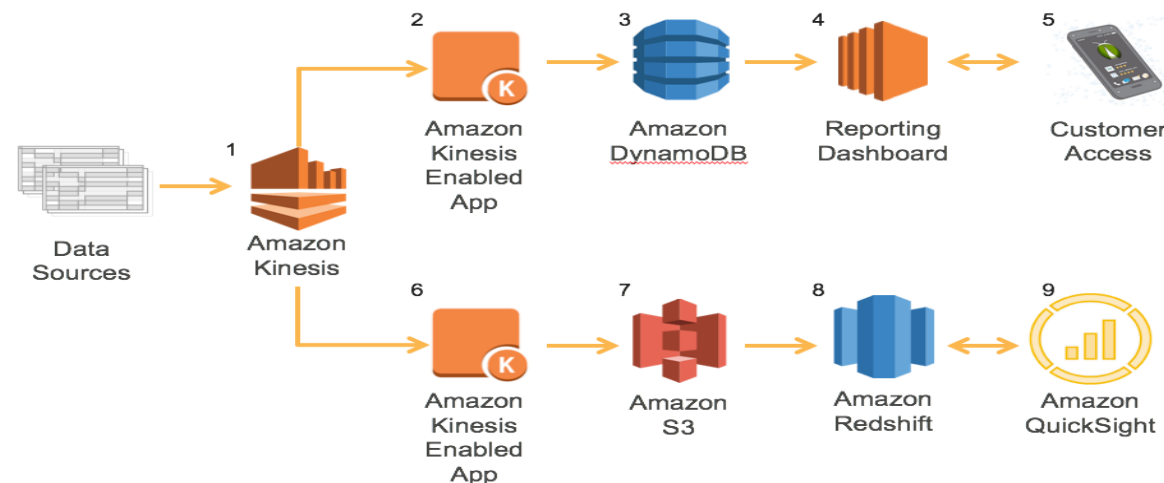 Data
Sources
1
Amazon
Kinesis
2
K
Amazon
Kinesis
Enabled
App
3
Amazon
DynamoDB
4
Reporting
Dashboard
5
Customer
Access
6
K
Amazon
Kinesis
Enabled
App
7
Amazon
S3
8
Amazon
Redshift
9
Amazon
QuickSight